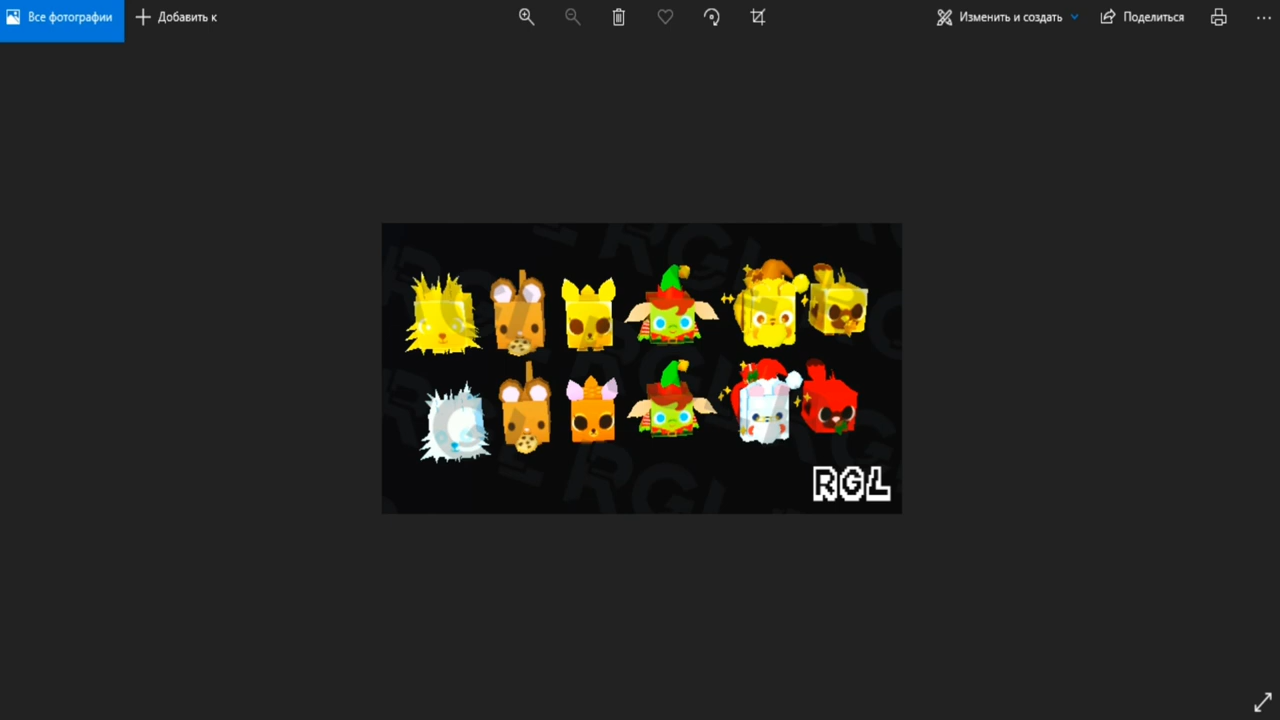 Все фотографии
Добавить к
Изменить и создать
Поделиться
RGL